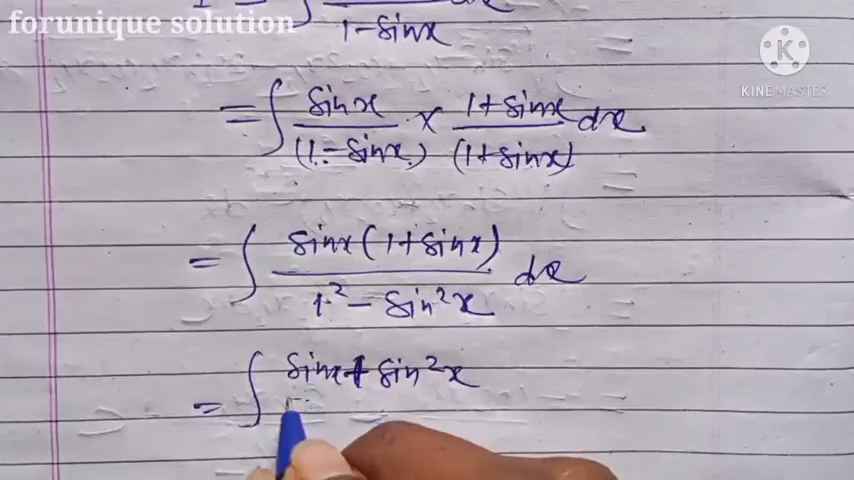 forunique solution
1-sinx
= ∫ sinx/(1-sinx) x 1+sinx/(1+sinx) dx
= ∫ sinx(1+sinx)/1²-sin²x dx
= ∫ sinx+sin²x
KINEMASTER